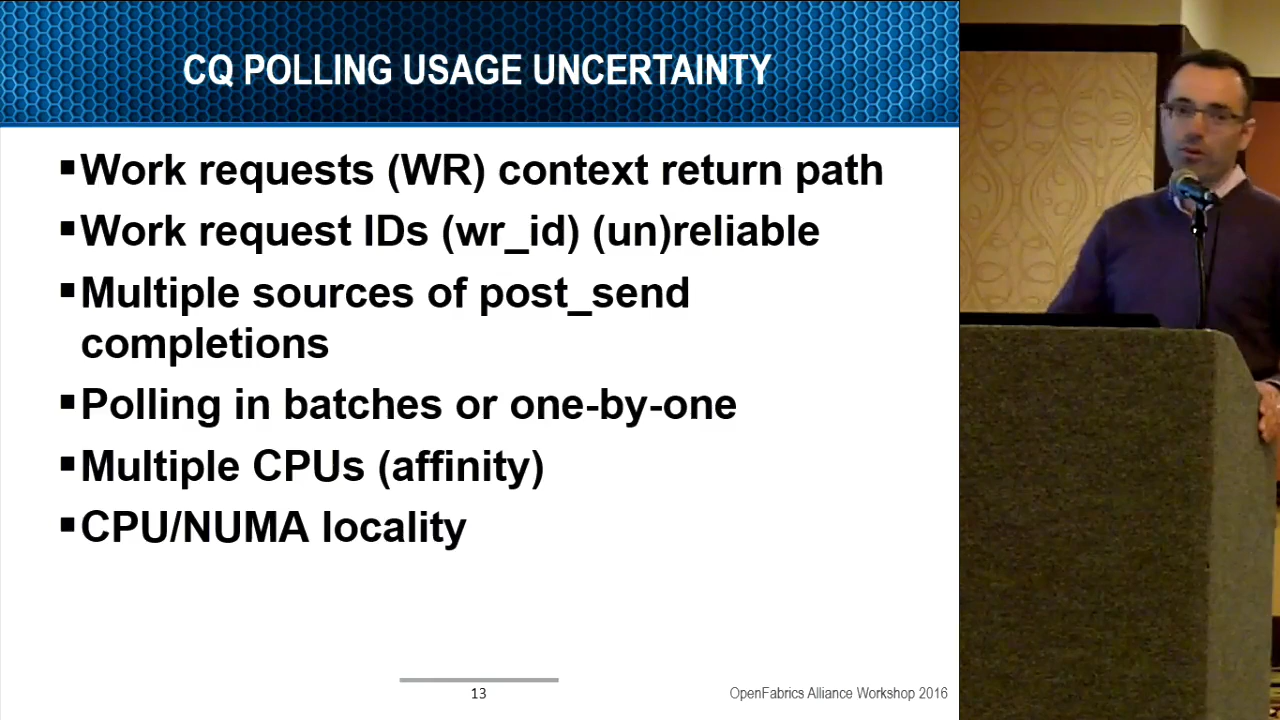 CQ POLLING USAGE UNCERTAINTY
▪Work requests (WR) context return path
▪Work request IDs (wr_id) (un)reliable
▪Multiple sources of post_send
completions
▪Polling in batches or one-by-one
▪Multiple CPUs (affinity)
▪CPU/NUMA locality
13
OpenFabrics Alliance Workshop 2016